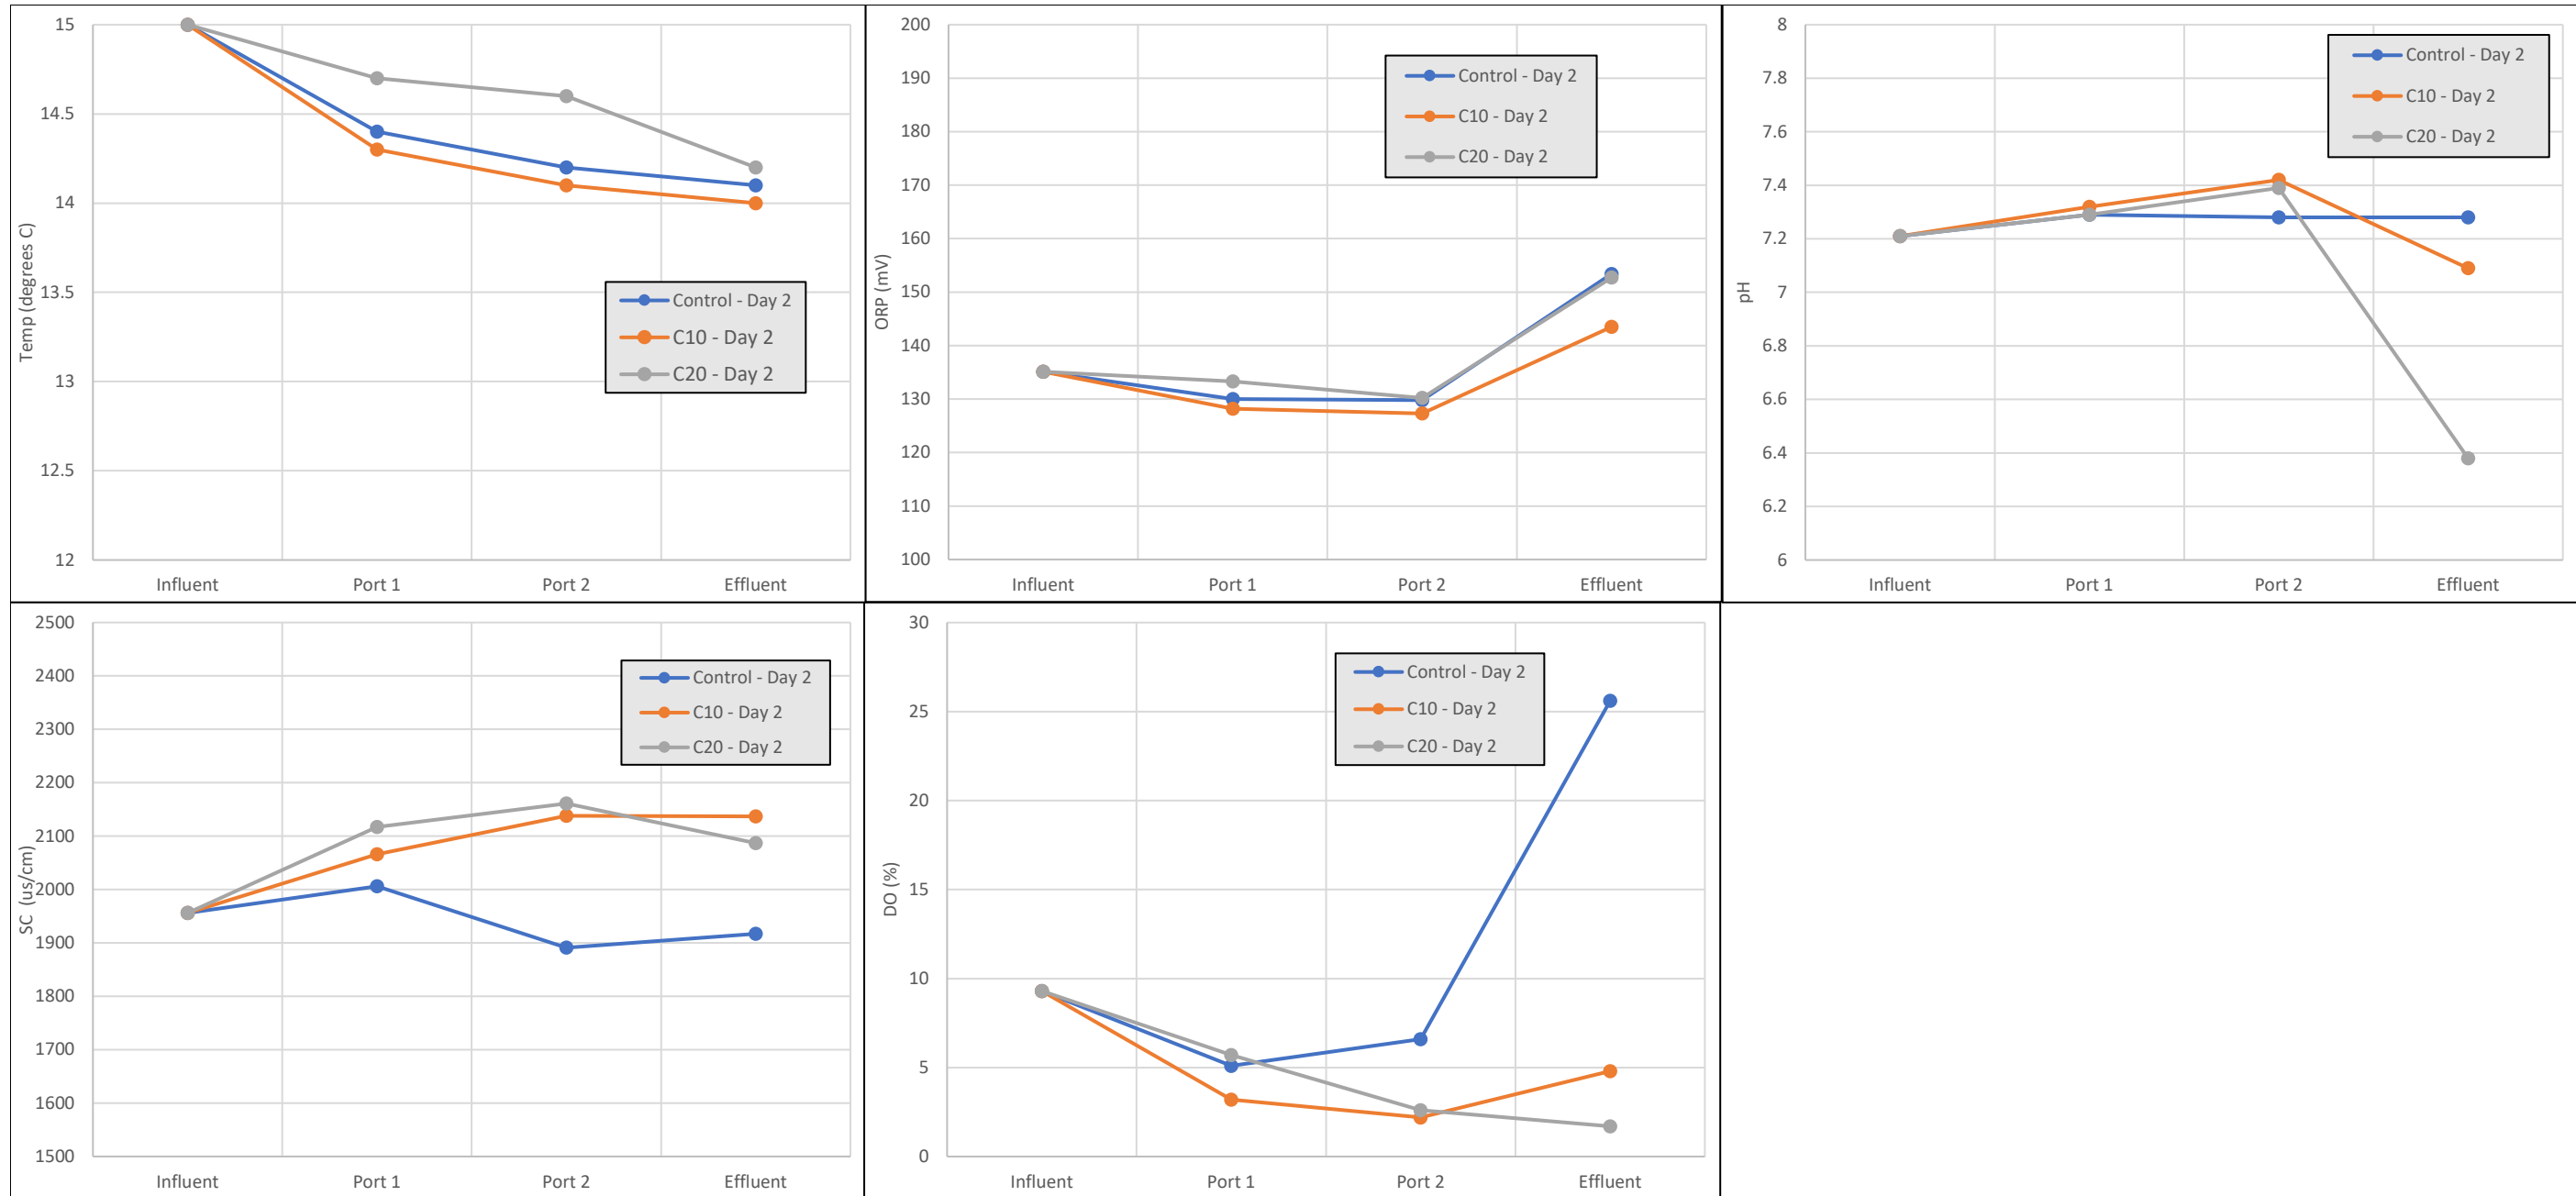 15
14.5
14
13.5
13
12.5
12
Temp (degrees C)
Control - Day 2
C10 - Day 2
C20 - Day 2
Influent Port 1 Port 2 Effluent
200
190
180
170
160
150
140
130
120
110
100
ORP (mV)
Control - Day 2
C10 - Day 2
C20 - Day 2
Influent Port 1 Port 2 Effluent
8
7.8
7.6
7.4
7.2
7
6.8
6.6
6.4
6.2
6
pH
Control - Day 2
C10 - Day 2
C20 - Day 2
Influent Port 1 Port 2 Effluent
2500
2400
2300
2200
2100
2000
1900
1800
1700
1600
1500
SC (us/cm)
Control - Day 2
C10 - Day 2
C20 - Day 2
Influent Port 1 Port 2 Effluent
30
25
20
15
10
5
0
DO (%)
Control - Day 2
C10 - Day 2
C20 - Day 2
Influent Port 1 Port 2 Effluent